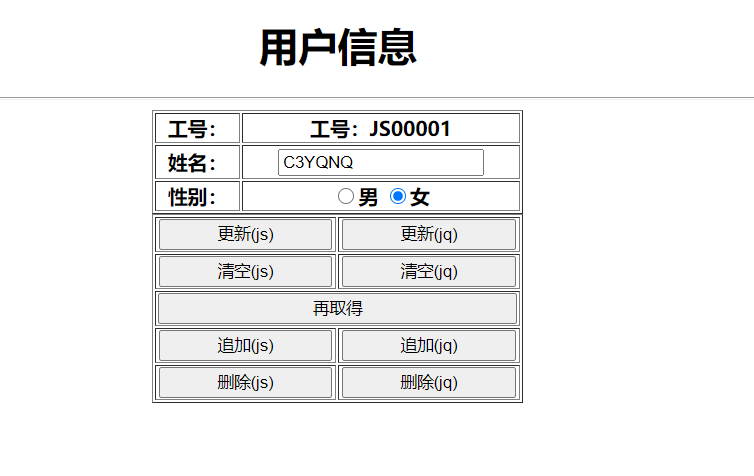 用户信息
工号： 工号：JS00001
姓名： C3YQNQ
性别： 男 女
更新(js) 更新(jq)
清空(js) 清空(jq)
再取得
追加(js) 追加(jq)
删除(js) 删除(jq)